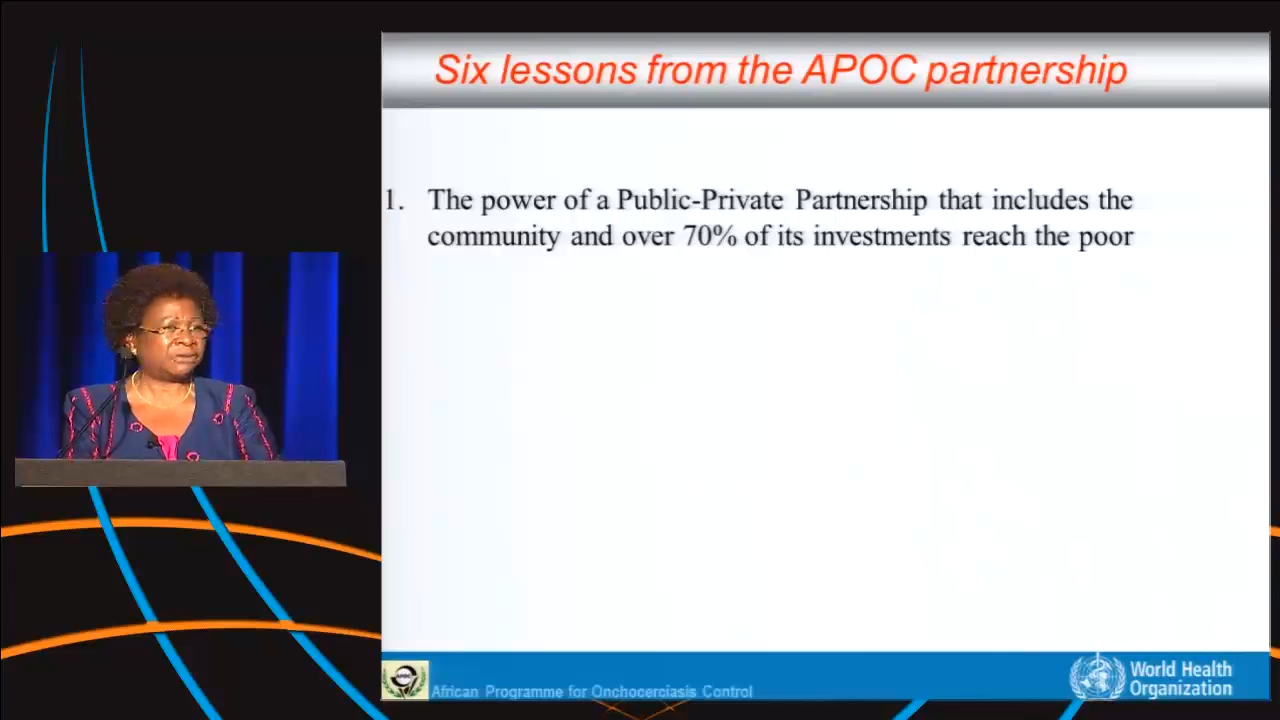 Six lessons from the APOC partnership
1. The power of a Public-Private Partnership that includes the
community and over 70% of its investments reach the poor
African Programme for Onchocerciasis Control
World Health
Organization